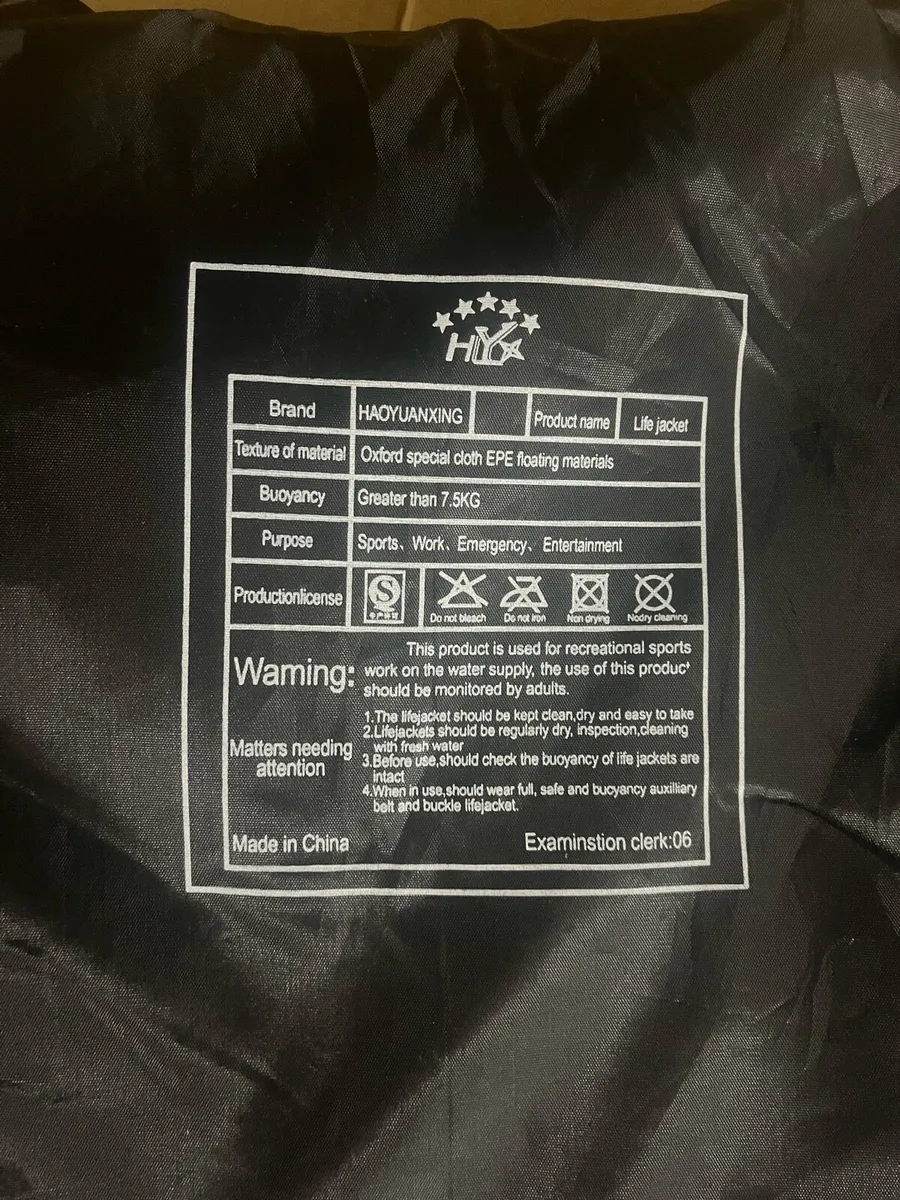 HYX
Brand HAOYUANXING Product name Life jacket
Texture of material Oxford special cloth EPE floating materials
Buoyancy Greater than 7.5KG
Purpose Sports、Work、Emergency、Entertainment
Productionlicense Do not bleach Do not iron Non drying Nodry cleaning
Waming: This product is used for recreational sports
work on the water supply, the use of this product
should be monitored by adults.
Matters needing attention
1.The lifejacket should be kept clean,dry and easy to take
2.Lifejackets should be regularly dry, inspection,cleaning
with fresh water
3.Before use,should check the buoyancy of life jackets are
intact
4.When in use,should wear full, safe and bucyancy auxilliary
belt and buckle lifejacket.
Made in China Examinstion clerk:06